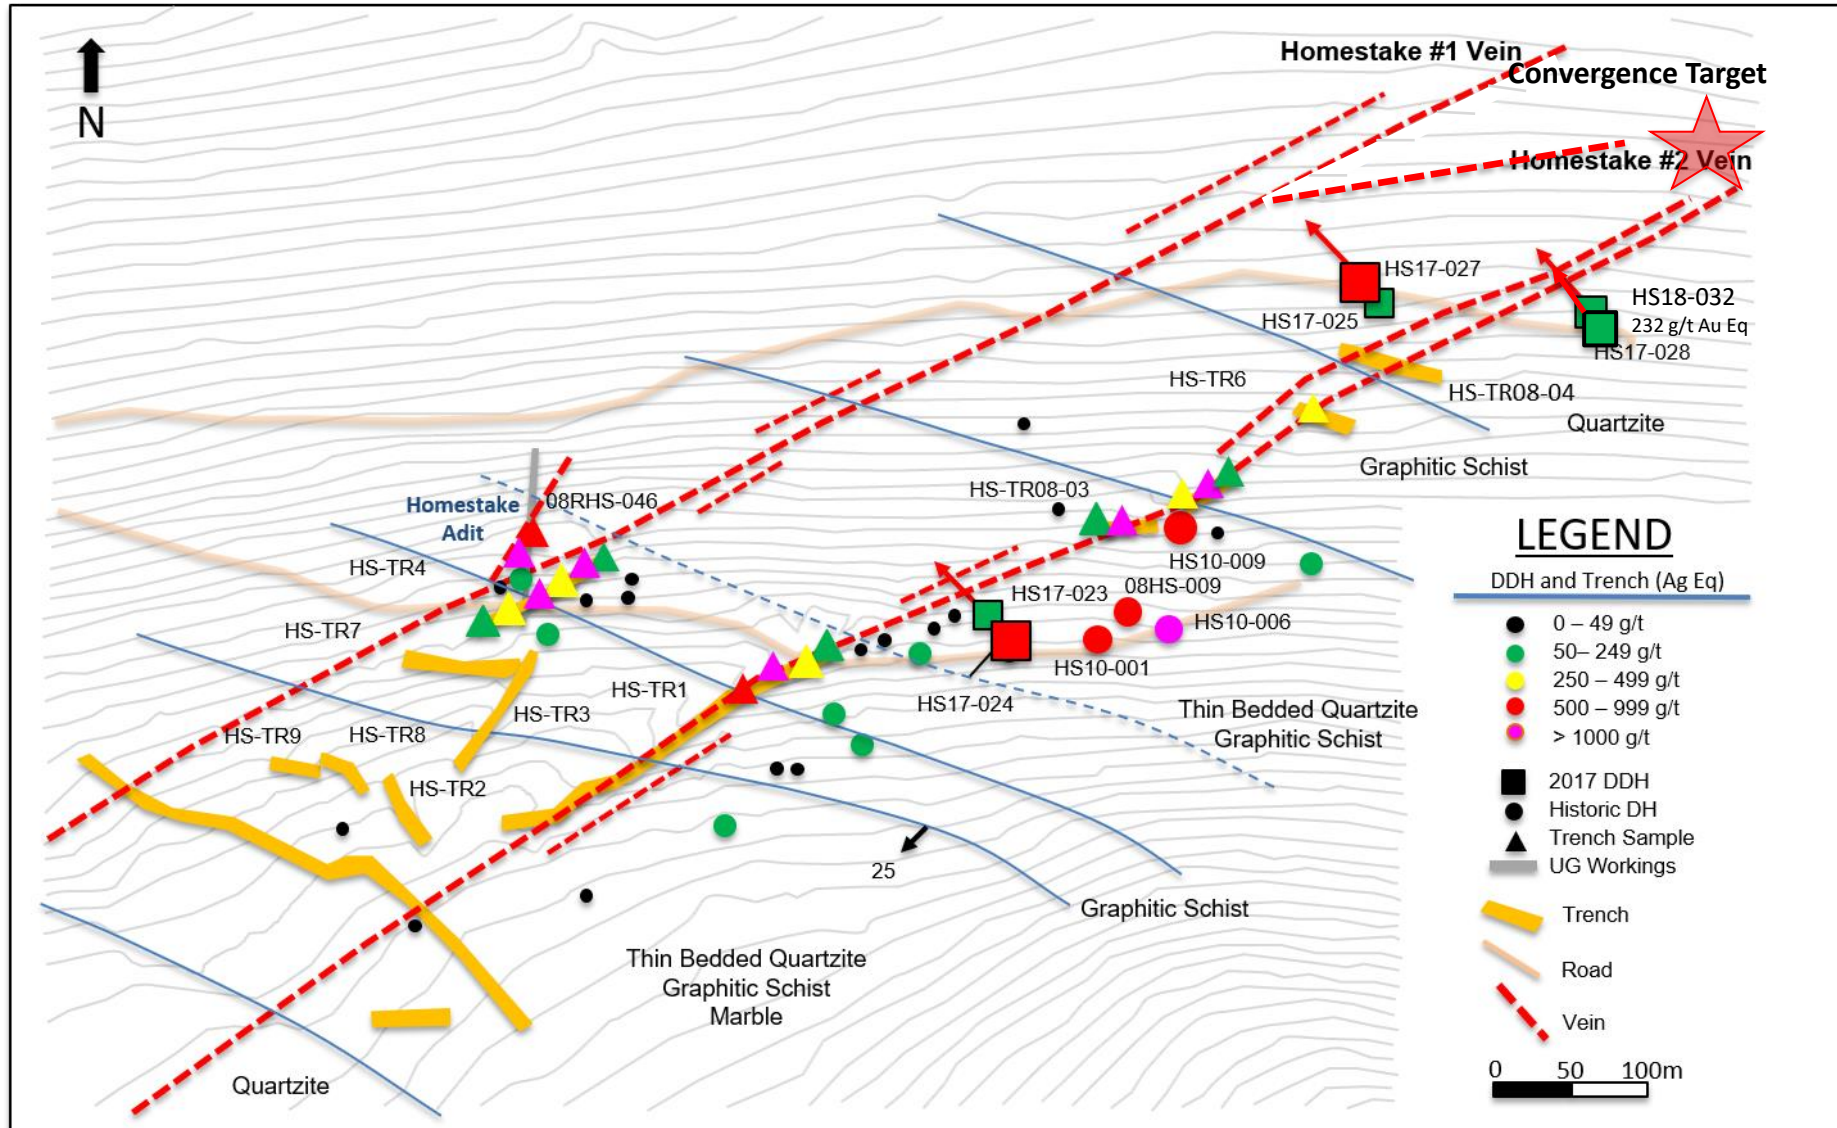 Homestake #1 Vein
Convergence Target
N
Homestake #2 Vein
HS17-027
HS18-032
232 g/t Au Eq
HS17-025
HS17-028
HS-TR6
HS-TR08-04
Quartzite
Graphitic Schist
HS-TR08-03
08RHS-046
Homestake
Adit
HS-TR4
HS10-009
HS17-023
08HS-009
HS10-006
HS-TR7
HS10-001
HS-TR1
HS17-024
HS-TR3
HS-TR9
HS-TR8
HS-TR2
Thin Bedded Quartzite
Graphitic Schist
25
Graphitic Schist
Thin Bedded Quartzite
Graphitic Schist
Marble
Quartzite
LEGEND
DDH and Trench (Ag Eq)
0 – 49 g/t
50– 249 g/t
250 – 499 g/t
500 – 999 g/t
> 1000 g/t
2017 DDH
Historic DH
Trench Sample
UG Workings
Trench
Road
Vein
0 50 100m